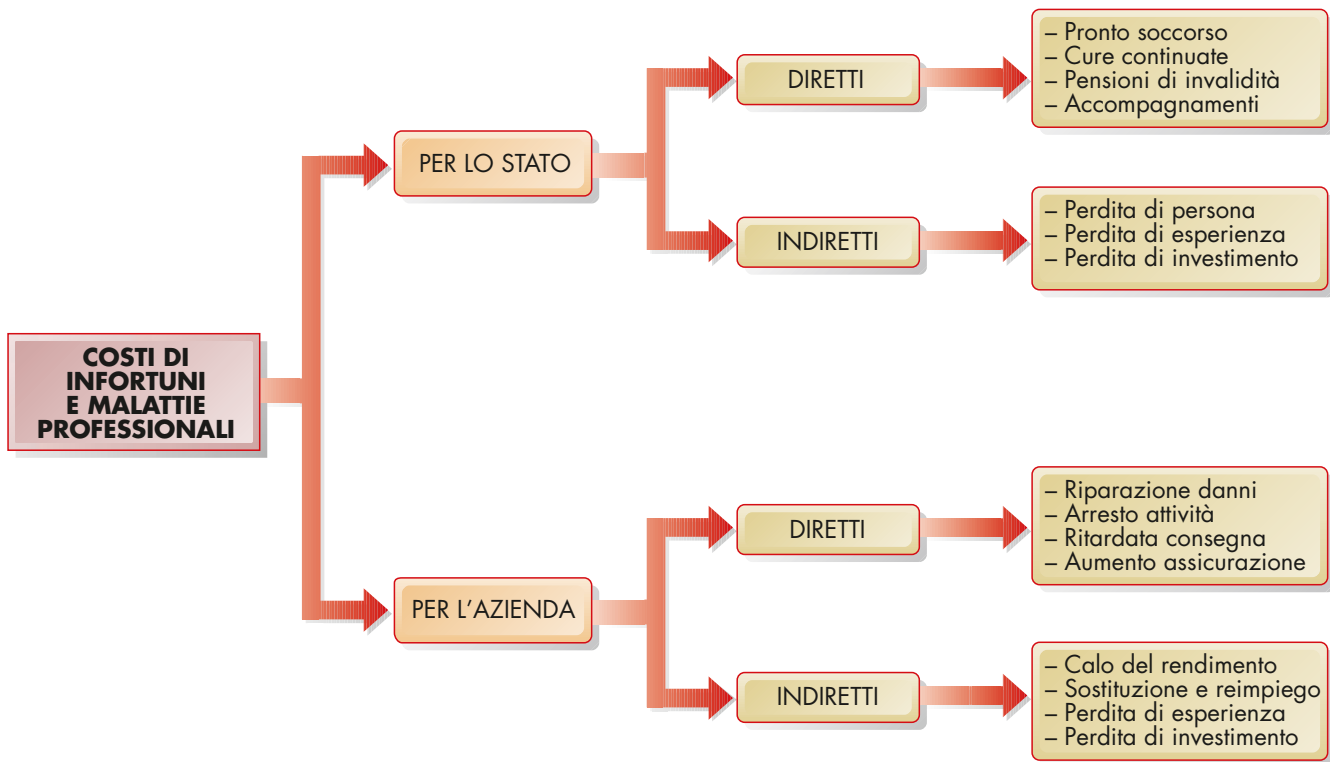 COSTI DI
INFORTUNI
E MALATTIE
PROFESSIONALI
PER LO STATO
DIRETTI
– Pronto soccorso
– Cure continuate
– Pensioni di invalidità
– Accompagnamenti
INDIRETTI
– Perdita di persona
– Perdita di esperienza
– Perdita di investimento
PER L'AZIENDA
DIRETTI
– Riparazione danni
– Arresto attività
– Ritardata consegna
– Aumento assicurazione
INDIRETTI
– Calo del rendimento
– Sostituzione e reimpiego
– Perdita di esperienza
– Perdita di investimento